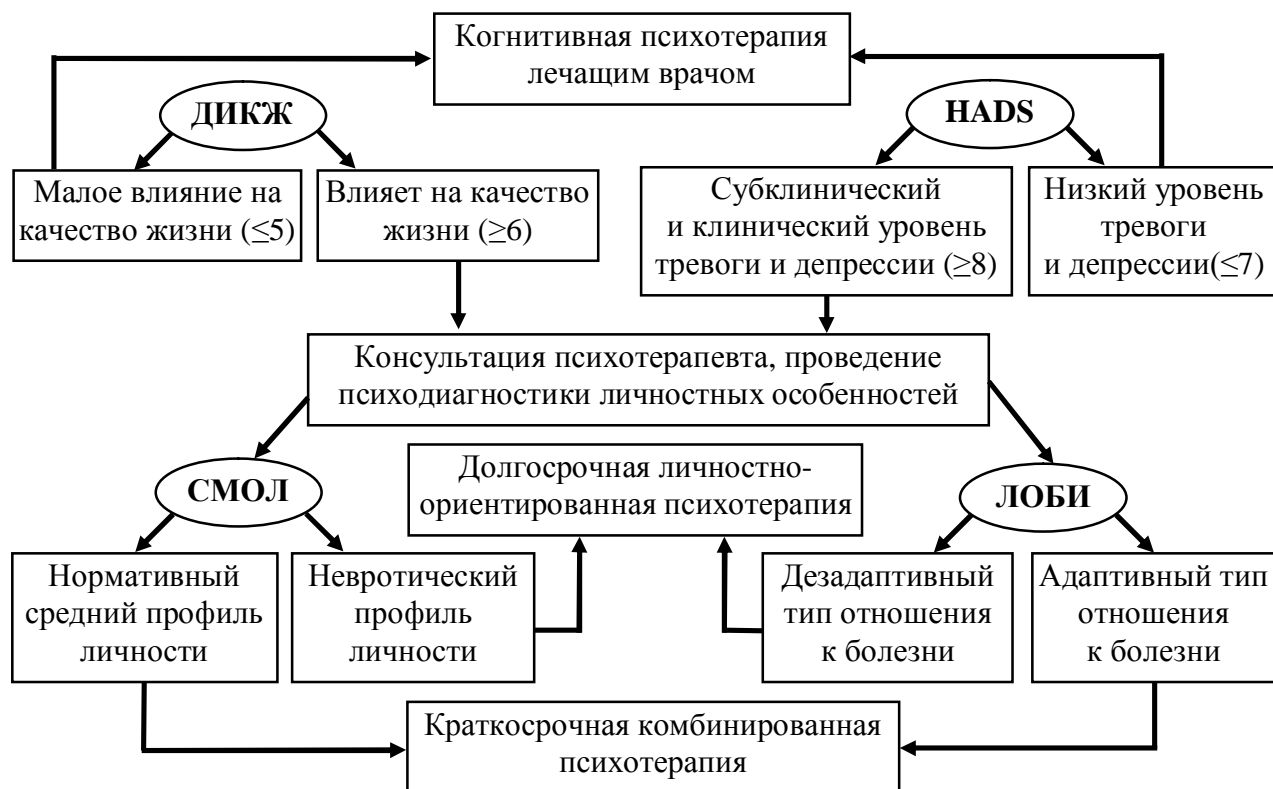 Когнитивная психотерапия
лечащим врачом
ДИКЖ
HADS
Малое влияние на
качество жизни (≤5)
Влияет на качество
жизни (≥6)
Субклинический
и клинический уровень
тревоги и депрессии (≥8)
Низкий уровень
тревоги
и депрессии(≤7)
Консультация психотерапевта, проведение
психодиагностики личностных особенностей
СМОЛ
Долгосрочная личностно-
ориентированная психотерапия
ЛОБИ
Нормативный
средний профиль
личности
Невротический
профиль
личности
Дезадаптивный
тип отношения
к болезни
Адаптивный тип
отношения
к болезни
Краткосрочная комбинированная
психотерапия